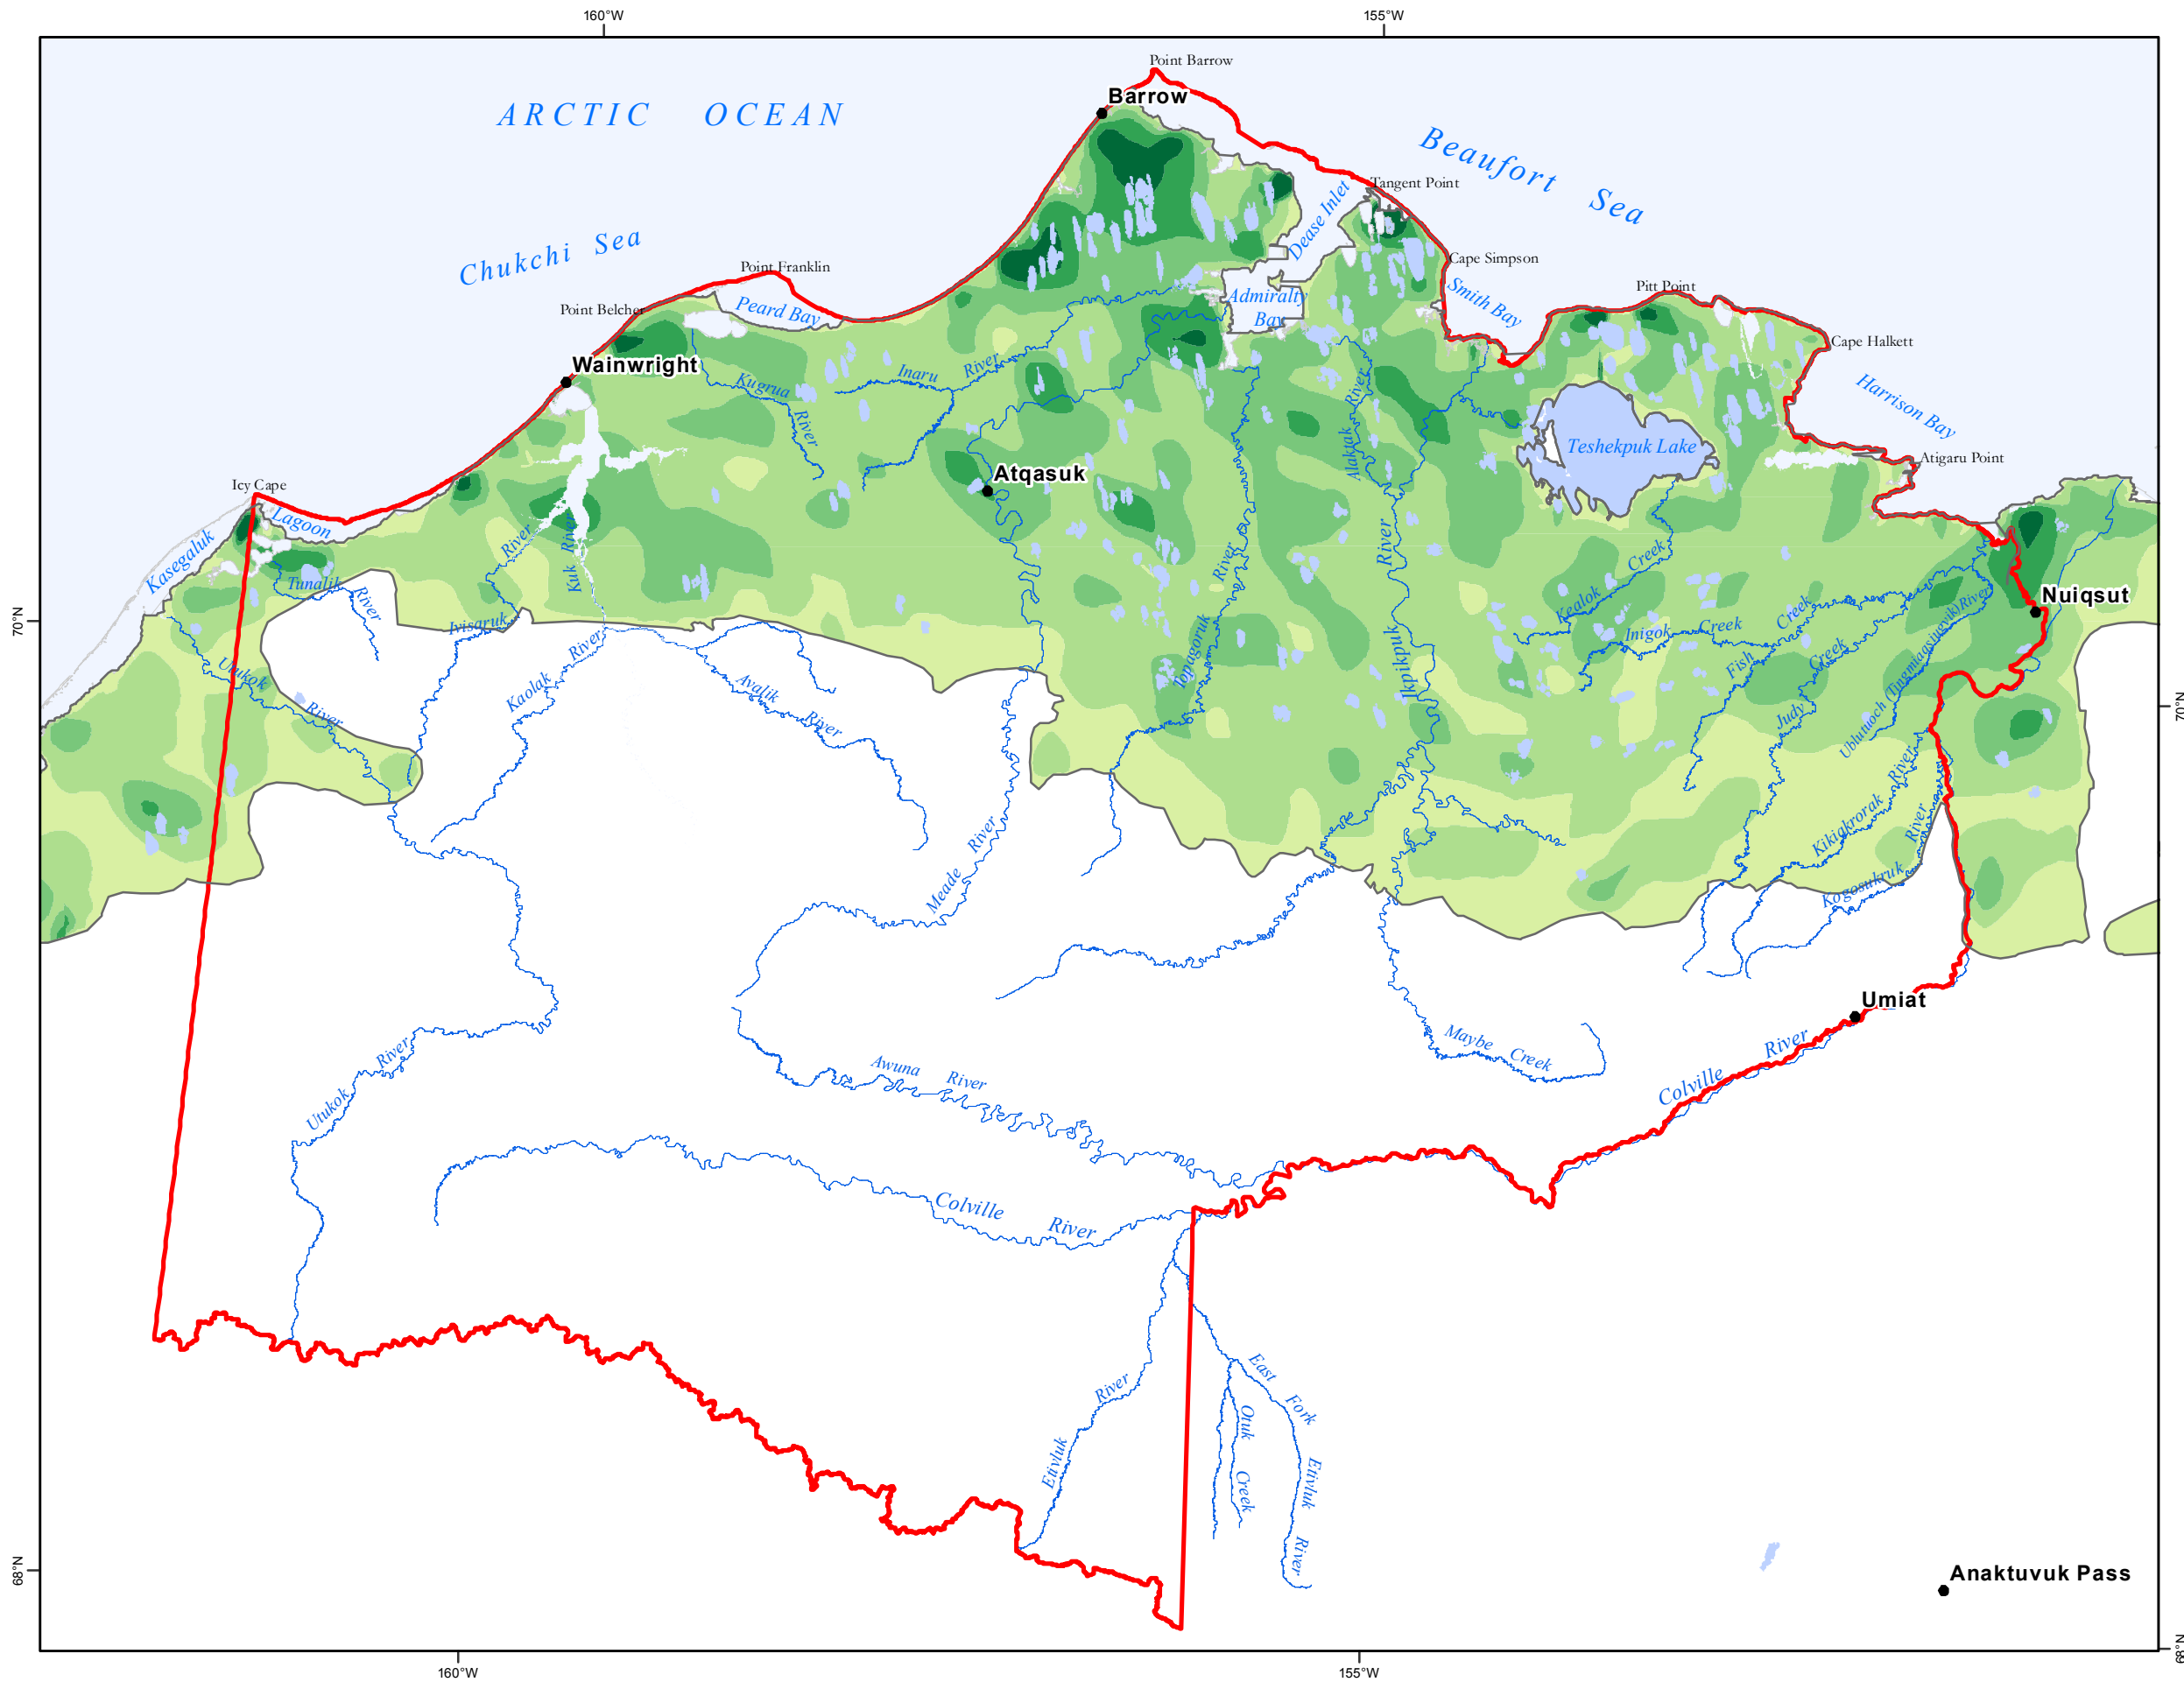 160°W
155°W
Point Barrow
Barrow
ARCTIC OCEAN
Beaufort Sea
Tangent Point
Dease Inlet
Chukchi Sea
Cape Simpson
Point Franklin
Smith Bay
Pitt Point
Admiralty
Bay
Point Belcher
Peard Bay
Cape Halkett
Wainwright
Kugrua River
Inaru River
Harrison Bay
Alaktak River
Teshekpuk Lake
Atqasuk
Atigaru Point
Icy Cape
Kasegaluk Lagoon
River
Kuk River
Tunalik River
Ivisaruk
Topagoruk River
Ikpikpuk River
Kealok Creek
Inigok Creek
Fish Creek
Judy Creek
Ublutuoch (Tingmiaqsiugvik) River
Nuiqsut
70°N
70°N
Utukok River
Kaolak River
Avalik River
Meade River
Kikiakrorak River
Kogosukruk River
Umiat
Utukok River
Awuna River
Maybe Creek
Colville River
Colville River
Etivluk River
East Fork Etivluk River
Otuk Creek
Anaktuvuk Pass
68°N
68°N
160°W
155°W